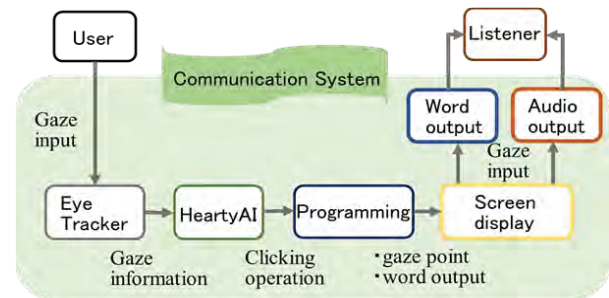 User
Listener
Communication System
Word
output
Audio
output
Gaze
input
Gaze
input
Eye
Tracker
HeartyAI
Programming
Screen
display
Gaze
information
Clicking
operation
・gaze point
・word output